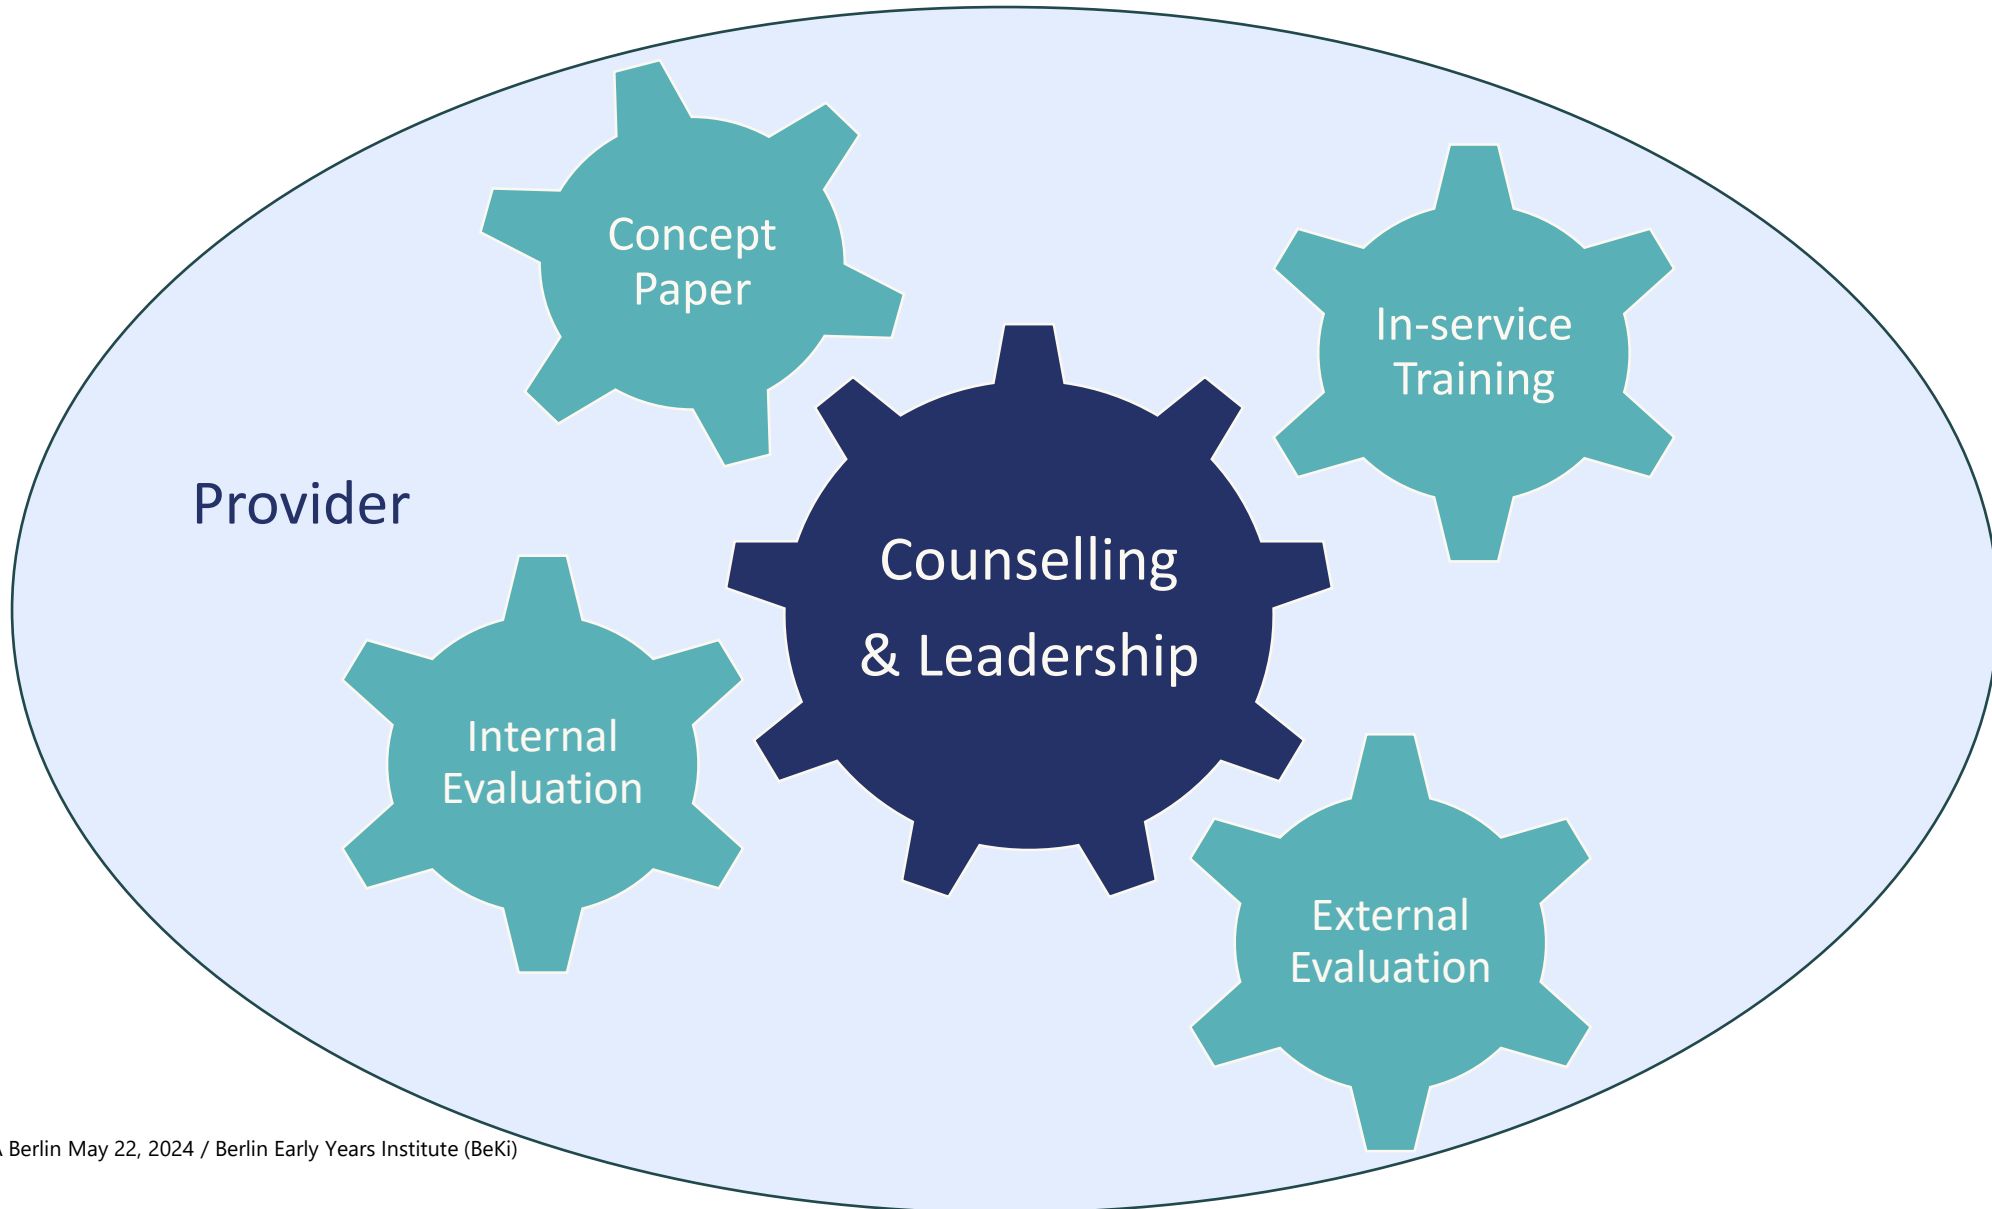 Concept
Paper
In-service
Training
Provider
Counselling
& Leadership
Internal
Evaluation
External
Evaluation
Berlin May 22, 2024 / Berlin Early Years Institute (BeKi)